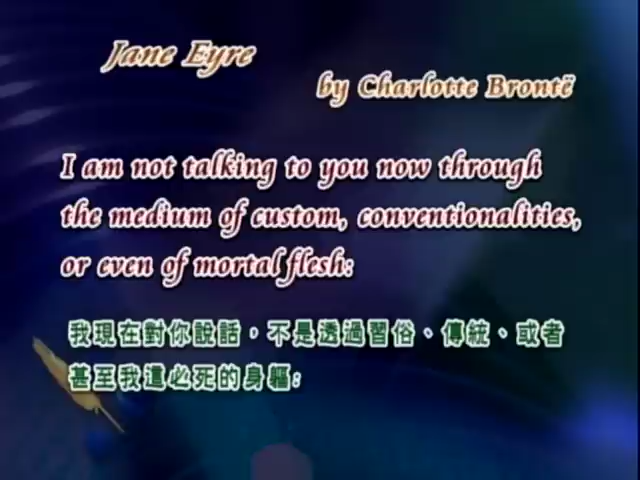 Jane Eyre
by Charlotte Brontë
I am not talking to you now through
the medium of custom, conventionalities,
or even of mortal flesh:
我現在對你說話，不是透過習俗、傳統、或者
甚至我這必死的身軀：